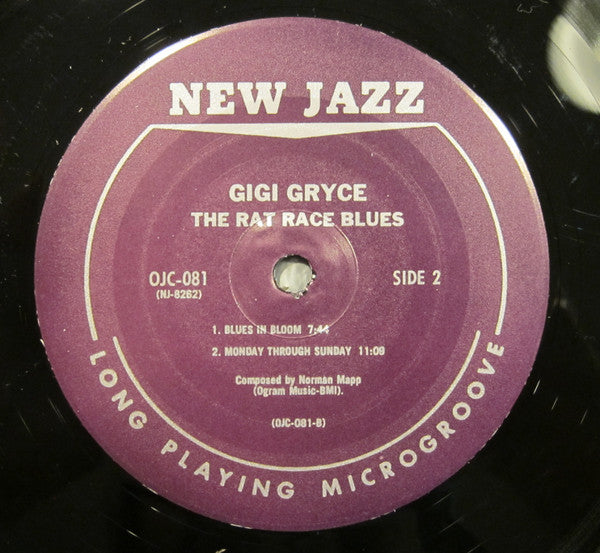 NEW JAZZ
GIGI GRYCE
THE RAT RACE BLUES
OJC-081
(NJ-8262)
SIDE 2
1. BLUES IN BLOOM 7:44
2. MONDAY THROUGH SUNDAY 11:09
Composed by Norman Mapp
(Ogram Music-BMI).
(OJC-081-B)
LONG PLAYING MICROGROOVE